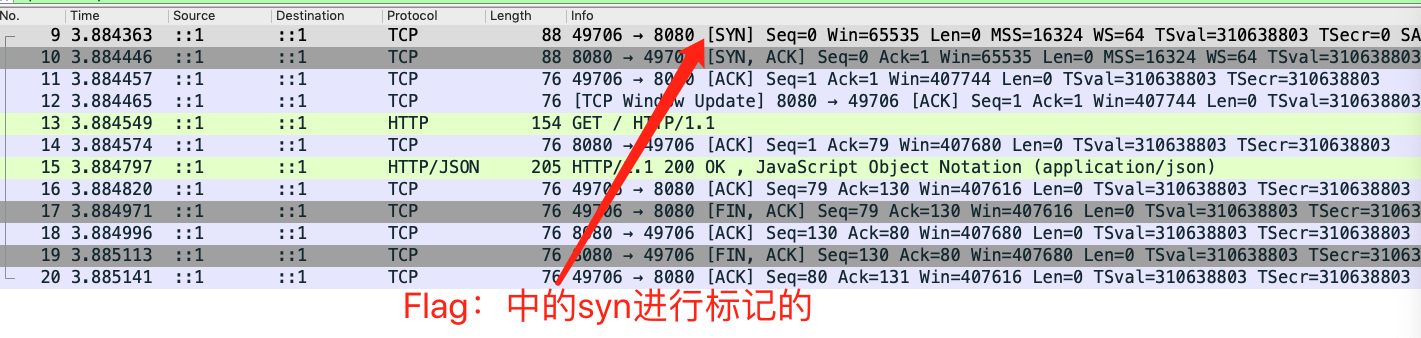 No. Time Source Destination Protocol Length Info
9 3.884363 ::1 ::1 TCP 88 49706 → 8080 [SYN] Seq=0 Win=65535 Len=0 MSS=16324 WS=64 TSval=310638803 TSecr=0 SA
10 3.884446 ::1 ::1 TCP 88 8080 → 49706 [SYN, ACK] Seq=0 Ack=1 Win=65535 Len=0 MSS=16324 WS=64 TSval=310638803
11 3.884457 ::1 ::1 TCP 76 49706 → 8080 [ACK] Seq=1 Ack=1 Win=407744 Len=0 TSval=310638803 TSecr=310638803
12 3.884465 ::1 ::1 TCP 76 [TCP Window Update] 8080 → 49706 [ACK] Seq=1 Ack=1 Win=407744 Len=0 TSval=310638803
13 3.884549 ::1 ::1 HTTP 154 GET / HTTP/1.1
14 3.884574 ::1 ::1 TCP 76 8080 → 49706 [ACK] Seq=1 Ack=79 Win=407680 Len=0 TSval=310638803 TSecr=310638803
15 3.884797 ::1 ::1 HTTP/JSON 205 HTTP/1.1 200 OK , JavaScript Object Notation (application/json)
16 3.884820 ::1 ::1 TCP 76 49706 → 8080 [ACK] Seq=79 Ack=130 Win=407616 Len=0 TSval=310638803 TSecr=310638803
17 3.884971 ::1 ::1 TCP 76 49706 → 8080 [FIN, ACK] Seq=79 Ack=130 Win=407616 Len=0 TSval=310638803 TSecr=3106
18 3.884996 ::1 ::1 TCP 76 8080 → 49706 [ACK] Seq=130 Ack=80 Win=407680 Len=0 TSval=310638803 TSecr=310638803
19 3.885113 ::1 ::1 TCP 76 8080 → 49706 [FIN, ACK] Seq=130 Ack=80 Win=407680 Len=0 TSval=310638803 TSecr=3106
20 3.885141 ::1 ::1 TCP 76 49706 → 8080 [ACK] Seq=80 Ack=131 Win=407616 Len=0 TSval=310638803 TSecr=310638803
Flag：中的syn进行标记的